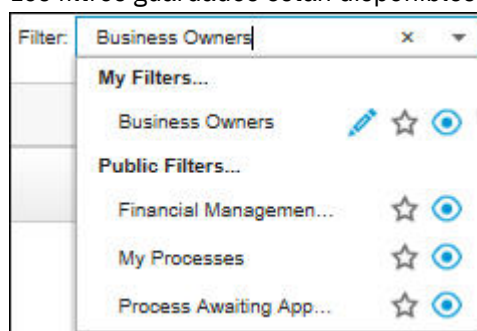 Los filtros guardados están disponibles
Filter: Business Owners
My Filters...
Business Owners
Public Filters...
Financial Managemen...
My Processes
Process Awaiting App...